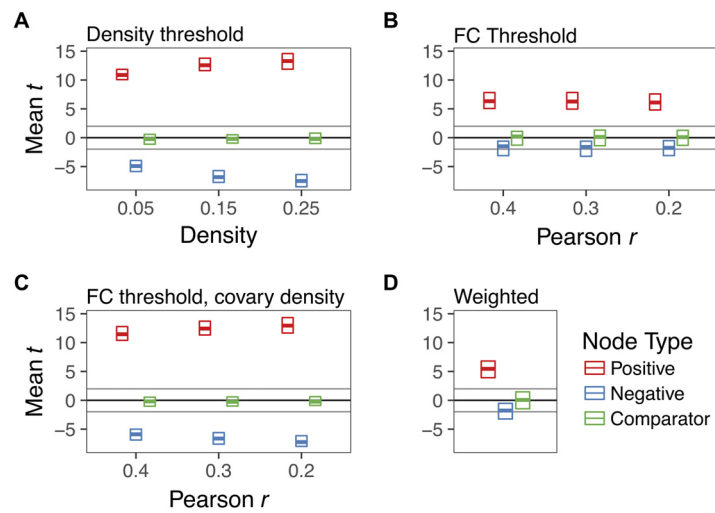 A
Density threshold
Mean t
15
10
5
0
−5
0.05 0.15 0.25
Density
B
FC Threshold
15
10
5
0
−5
0.4 0.3 0.2
Pearson r
C
FC threshold, covary density
Mean t
15
10
5
0
−5
0.4 0.3 0.2
Pearson r
D
Weighted
15
10
5
0
−5
Node Type
Positive
Negative
Comparator